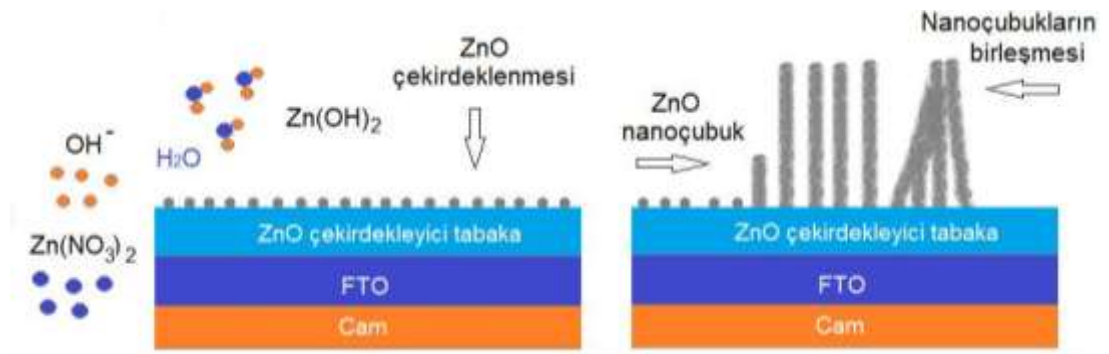 OH⁻
Zn(NO₃)₂
H₂O
Zn(OH)₂
ZnO
çekirdeklenmesi
ZnO çekirdekleyici tabaka
FTO
Cam
ZnO
nanoçubuk
Nanoçubukların
birleşmesi
ZnO çekirdekleyici tabaka
FTO
Cam